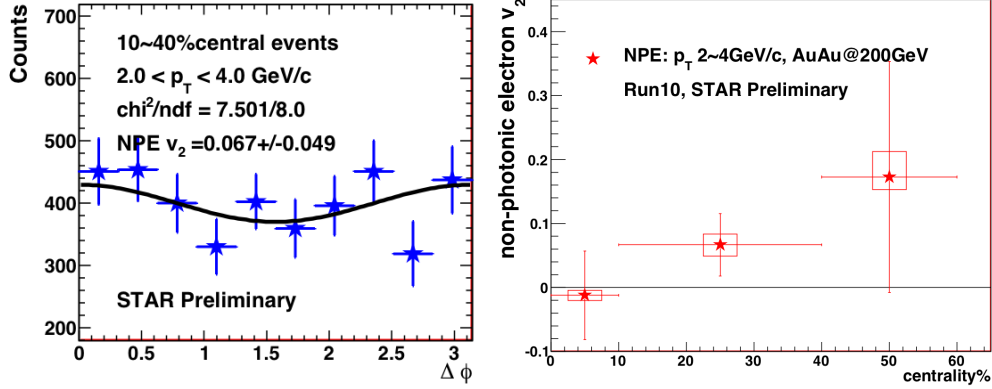 Counts
700
600
500
400
300
200
10~40%central events
2.0 < p_T < 4.0 GeV/c
chi²/ndf = 7.501/8.0
NPE v₂ =0.067+/-0.049
STAR Preliminary
0 0.5 1 1.5 2 2.5 3
Δ ϕ
non-photonic electron v₂
0.4
0.3
0.2
0.1
0
-0.1
NPE: p_T 2~4GeV/c, AuAu@200GeV
Run10, STAR Preliminary
0 10 20 30 40 50 60
centrality%